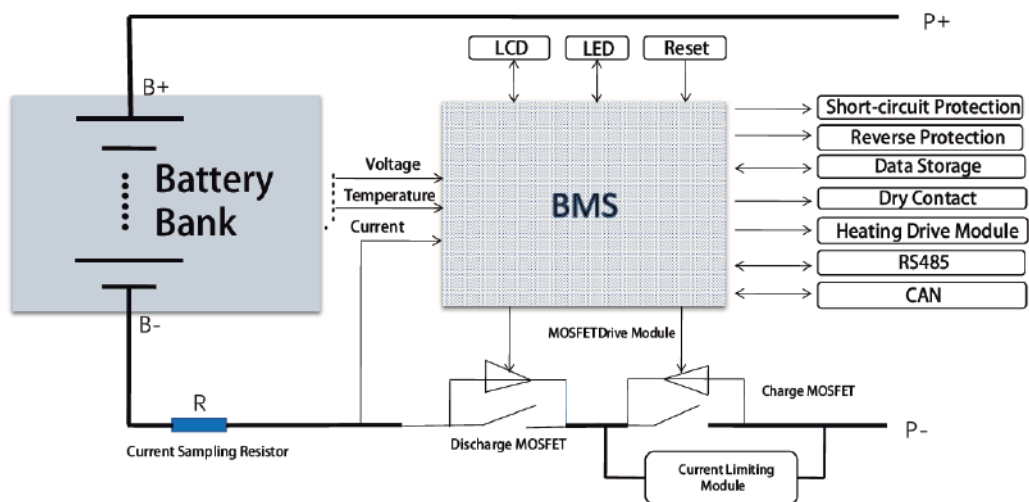 P+
LCD
LED
Reset
B+
Short-circuit Protection
Reverse Protection
Voltage
Data Storage
Battery
Bank
Temperature
BMS
Dry Contact
Current
Heating Drive Module
RS485
CAN
B-
MOSFETDrive Module
R
Charge MOSFET
P-
Current Sampling Resistor
Discharge MOSFET
Current Limiting
Module